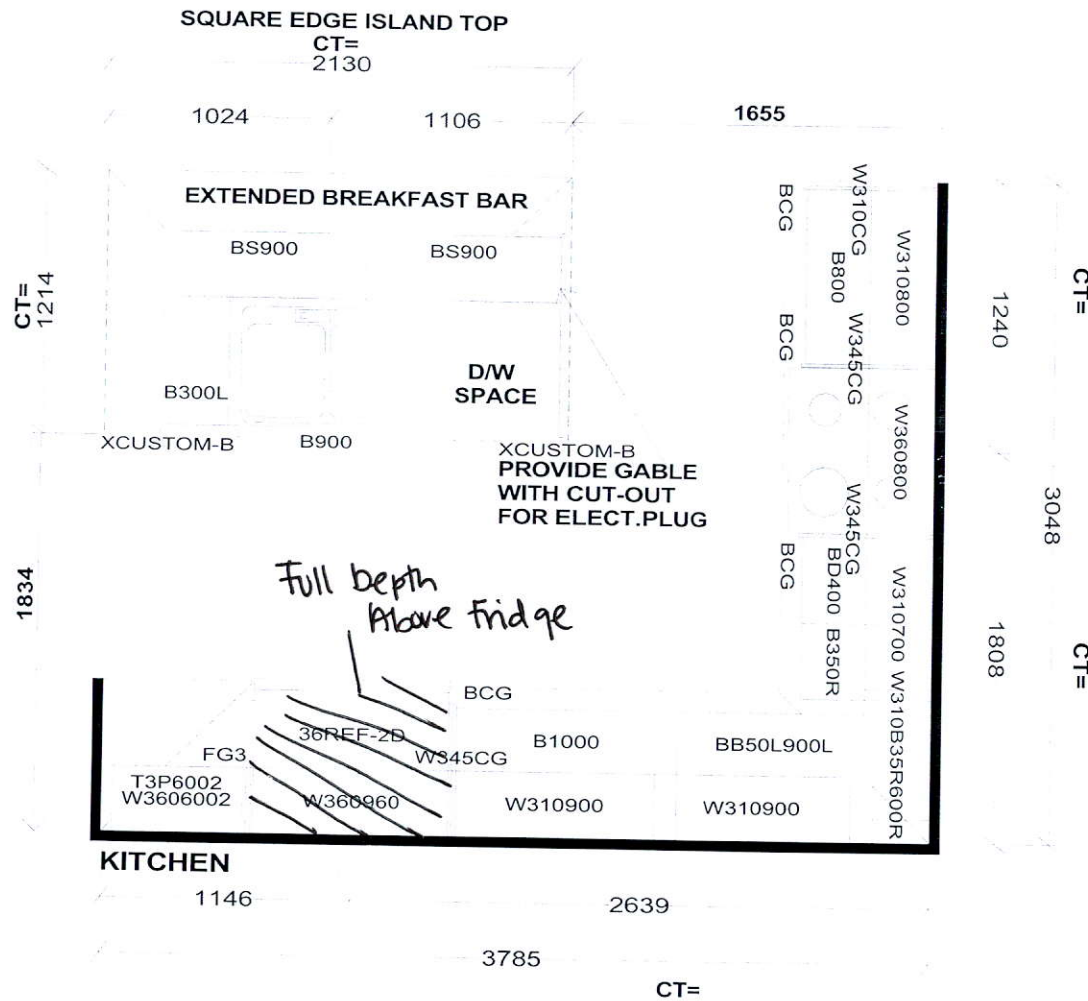 SQUARE EDGE ISLAND TOP
CT=
2130
1024
1106
1655
EXTENDED BREAKFAST BAR
BS900
BS900
CT=
1214
B300L
XCUSTOM-B
B900
D/W
SPACE
XCUSTOM-B
PROVIDE GABLE
WITH CUT-OUT
FOR ELECT.PLUG
BCG
W310CG
B800
W310800
BCG
W345CG
W360800
W345CG
BCG
BD400
B350R
W310700
W310B35R600R
1240
CT=
3048
1808
CT=
1834
Full Depth
Above Fridge
BCG
36REF-2D
W345CG
FG3
B1000
BB50L900L
T3P6002
W3606002
W360960
W310900
W310900
KITCHEN
1146
2639
3785
CT=